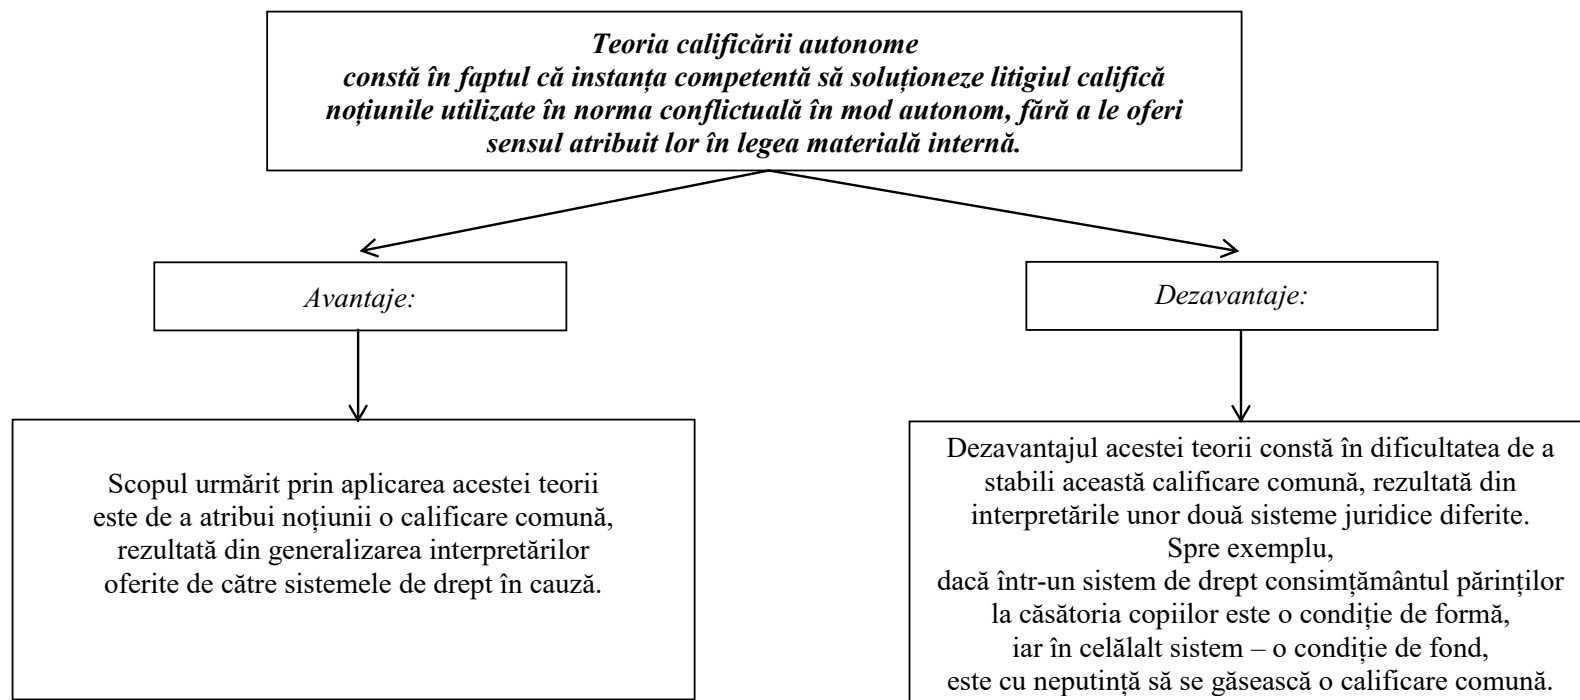 Teoria calificării autonome
constă în faptul că instanța competentă să soluționeze litigiul califică
noțiunile utilizate în norma conflictuală în mod autonom, fără a le oferi
sensul atribuit lor în legea materială internă.
Avantaje:
Dezavantaje:
Scopul urmărit prin aplicarea acestei teorii
este de a atribui noțiunii o calificare comună,
rezultată din generalizarea interpretărilor
oferite de către sistemele de drept în cauză.
Dezavantajul acestei teorii constă în dificultatea de a
stabili această calificare comună, rezultată din
interpretările unor două sisteme juridice diferite.
Spre exemplu,
dacă într-un sistem de drept consimțământul părinților
la căsătoria copiilor este o condiție de formă,
iar în celălalt sistem – o condiție de fond,
este cu neputință să se găsească o calificare comună.